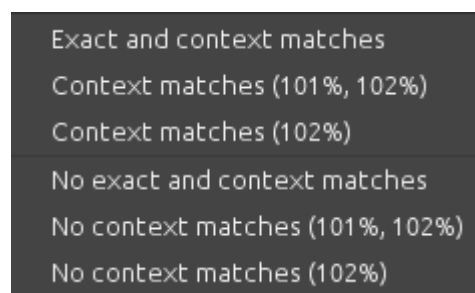 Exact and context matches
Context matches (101%, 102%)
Context matches (102%)
No exact and context matches
No context matches (101%, 102%)
No context matches (102%)